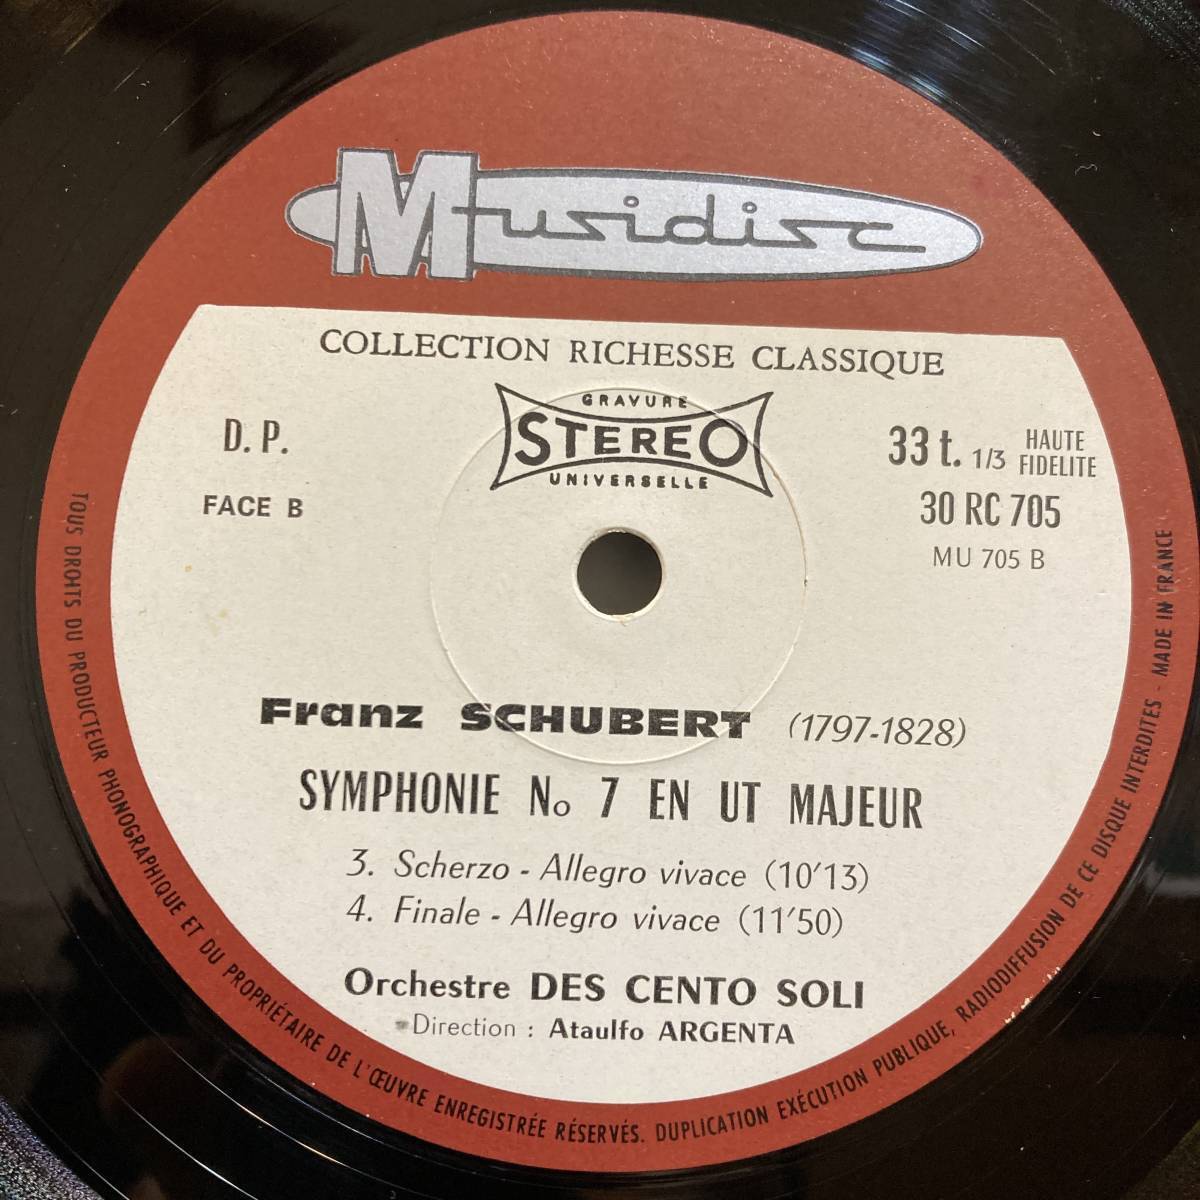 Musidisc
COLLECTION RICHESSE CLASSIQUE
GRAVURE
STEREO
UNIVERSELLE
D. P.
FACE B
33 t. 1/3 HAUTE FIDELITE
30 RC 705
MU 705 B
Franz SCHUBERT (1797-1828)
SYMPHONIE No 7 EN UT MAJEUR
3. Scherzo - Allegro vivace (10'13)
4. Finale - Allegro vivace (11'50)
Orchestre DES CENTO SOLI
Direction : Ataulfo ARGENTA
TOUS DROITS DU PRODUCTEUR PHONOGRAPHIQUE ET DU PROPRIÉTAIRE DE L'ŒUVRE ENREGISTRÉE RÉSERVÉS. DUPLICATION EXÉCUTION PUBLIQUE, RADIODIFFUSION DE CE DISQUE INTERDITES - MADE IN FRANCE